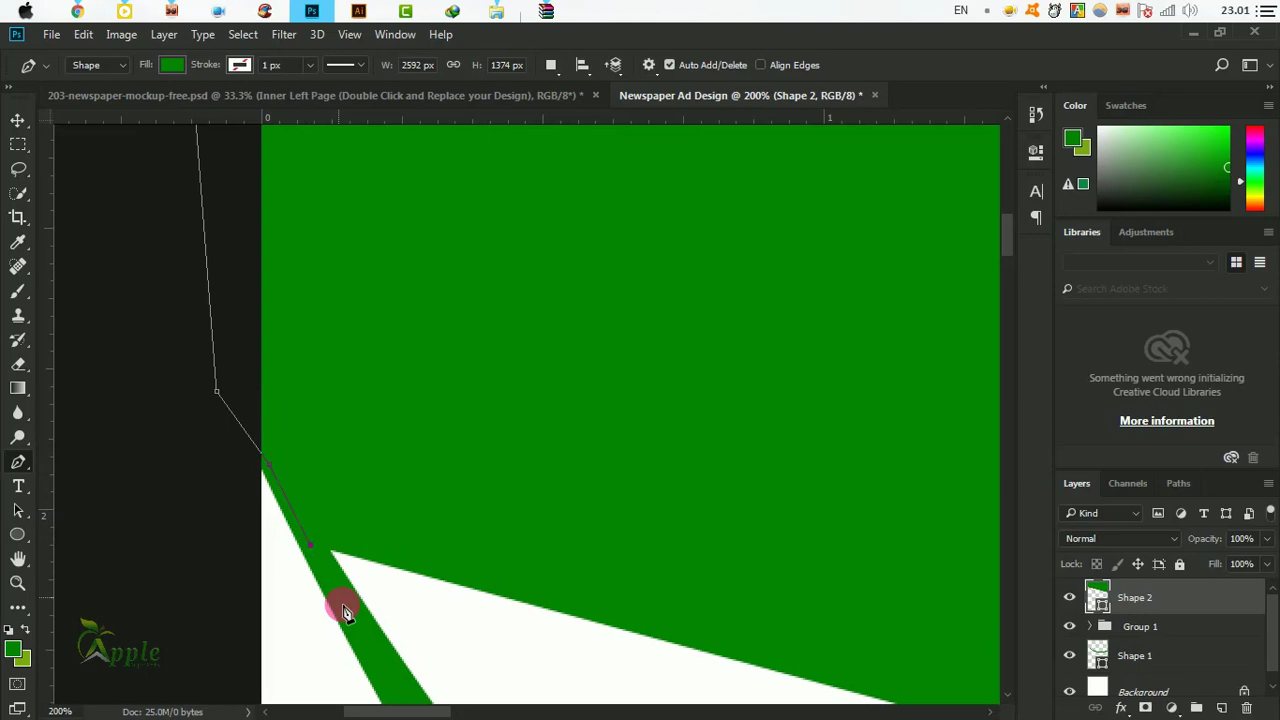 EN
23.01
Ps
File Edit Image Layer Type Select Filter 3D View Window Help
Shape Fill: Stroke: 1 px W: 2592 px H: 1374 px Auto Add/Delete Align Edges
203-newspaper-mockup-free.psd @ 33.3% (Inner Left Page (Double Click and Replace your Design), RGB/8*) * ×
Newspaper Ad Design @ 200% (Shape 2, RGB/8) * ×
0 1
2
Color Swatches
Libraries Adjustments
Search Adobe Stock
Something went wrong initializing
Creative Cloud Libraries
More information
Layers Channels Paths
Kind
Normal Opacity: 100%
Lock: Fill: 100%
Shape 2
Group 1
Shape 1
Background
Apple
200% Doc: 25.0M/0 bytes